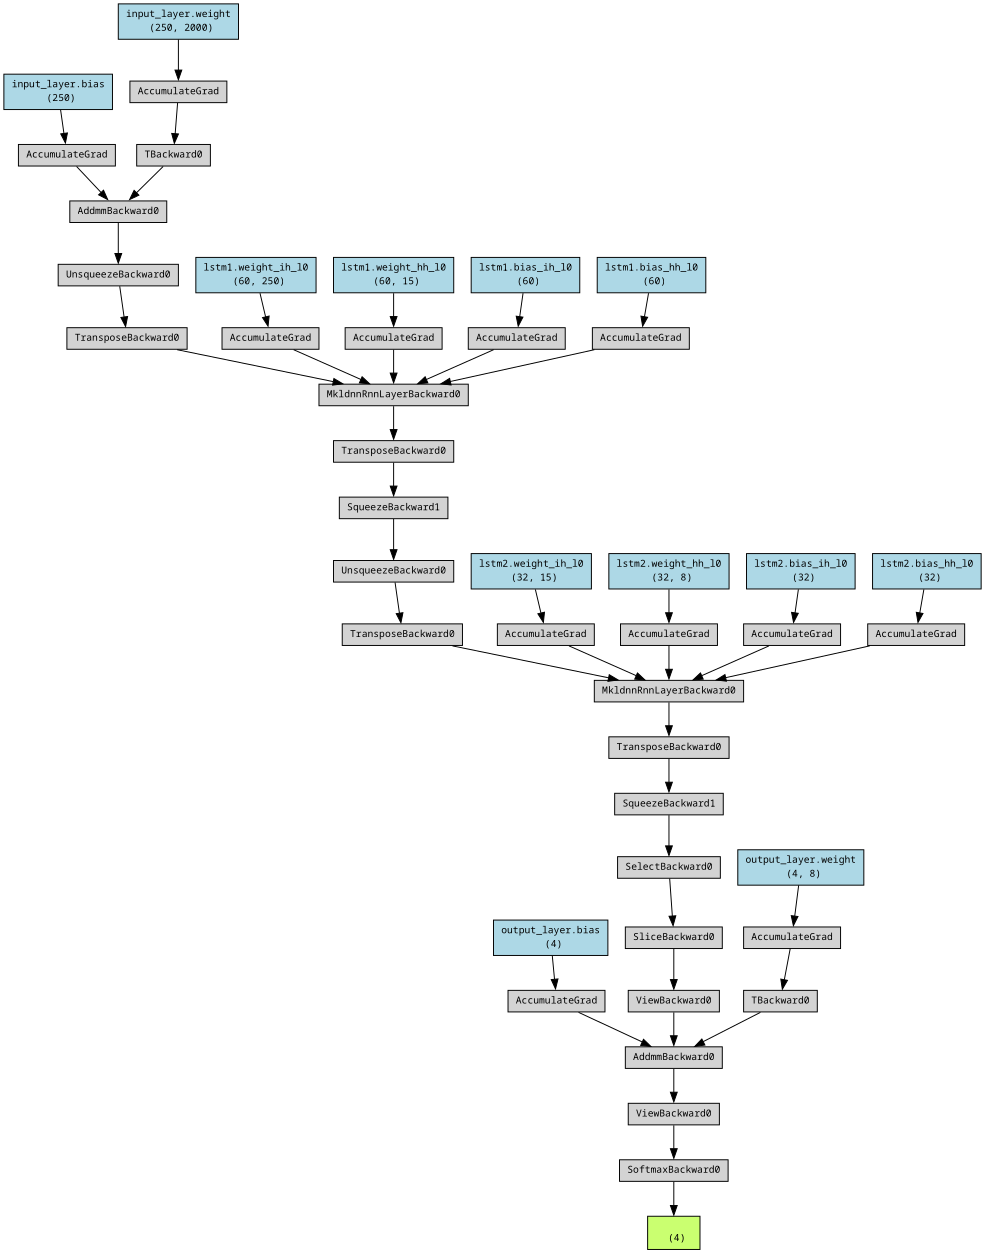 input_layer.weight
(250, 2000)
input_layer.bias
(250)
AccumulateGrad
AccumulateGrad
TBackward0
AddmmBackward0
UnsqueezeBackward0
lstm1.weight_ih_l0
(60, 250)
lstm1.weight_hh_l0
(60, 15)
lstm1.bias_ih_l0
(60)
lstm1.bias_hh_l0
(60)
TransposeBackward0
AccumulateGrad
AccumulateGrad
AccumulateGrad
AccumulateGrad
MkldnnRnnLayerBackward0
TransposeBackward0
SqueezeBackward1
UnsqueezeBackward0
lstm2.weight_ih_l0
(32, 15)
lstm2.weight_hh_l0
(32, 8)
lstm2.bias_ih_l0
(32)
lstm2.bias_hh_l0
(32)
TransposeBackward0
AccumulateGrad
AccumulateGrad
AccumulateGrad
AccumulateGrad
MkldnnRnnLayerBackward0
TransposeBackward0
SqueezeBackward1
SelectBackward0
output_layer.weight
(4, 8)
output_layer.bias
(4)
SliceBackward0
AccumulateGrad
AccumulateGrad
ViewBackward0
TBackward0
AddmmBackward0
ViewBackward0
SoftmaxBackward0
(4)